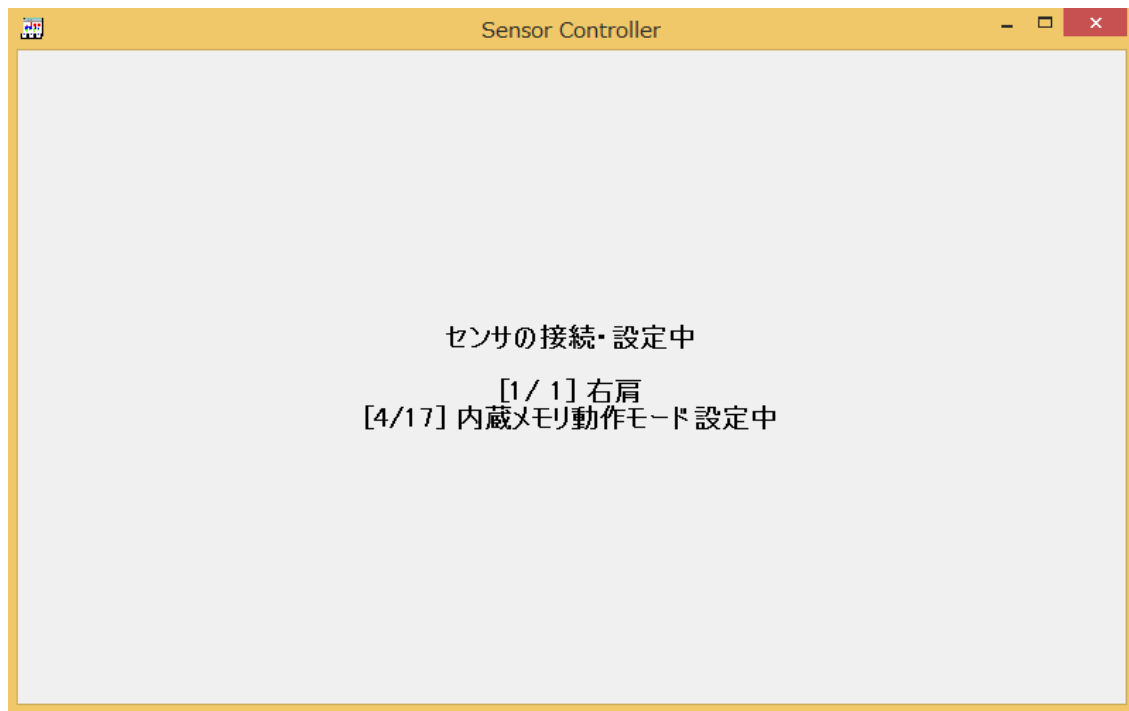 Sensor Controller
センサの接続・設定中
[1/ 1] 右肩
[4/17] 内蔵メモリ動作モード設定中